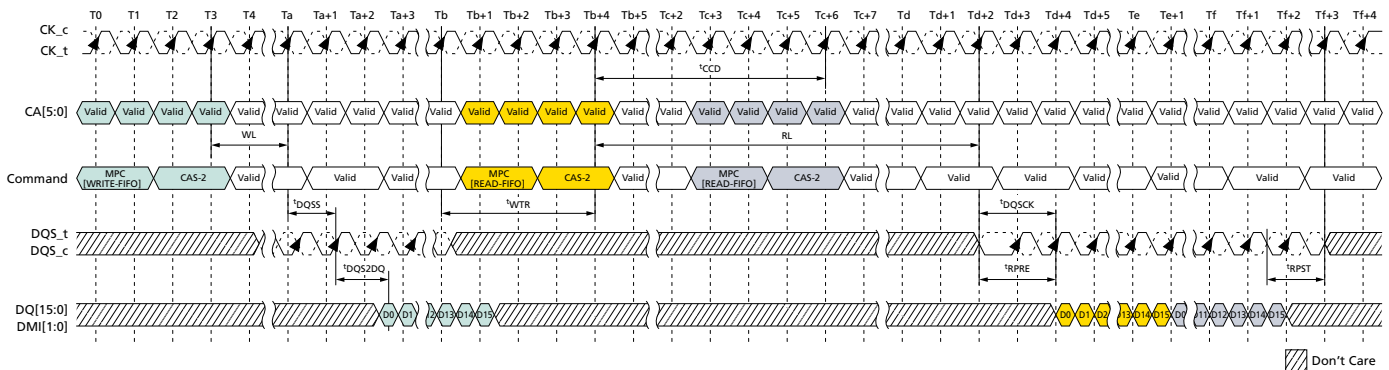 T0 T1 T2 T3 T4 Ta Ta+1 Ta+2 Ta+3 Tb Tb+1 Tb+2 Tb+3 Tb+4 Tb+5 Tc+2 Tc+3 Tc+4 Tc+5 Tc+6 Tc+7 Td Td+1 Td+2 Td+3 Td+4 Td+5 Te Te+1 Tf Tf+1 Tf+2 Tf+3 Tf+4
CK_c
CK_t
tCCD
CA[5:0] Valid Valid Valid Valid Valid Valid Valid Valid Valid Valid Valid Valid Valid Valid Valid Valid Valid Valid Valid Valid Valid Valid Valid Valid Valid Valid Valid Valid Valid Valid Valid Valid Valid Valid
WL RL
Command MPC [WRITE-FIFO] CAS-2 Valid Valid Valid MPC [READ-FIFO] CAS-2 Valid MPC [READ-FIFO] CAS-2 Valid Valid Valid Valid Valid Valid Valid
tDQSS tWTR tDQSCK
DQS_t
DQS_c
tDQS2DQ tRPRE tRPST
DQ[15:0] D0 D1 2 D13 D14 D15 D0 D1 D2 13 D14 D15 D0 11 D12 D13 D14 D15
DMI[1:0]
Don't Care